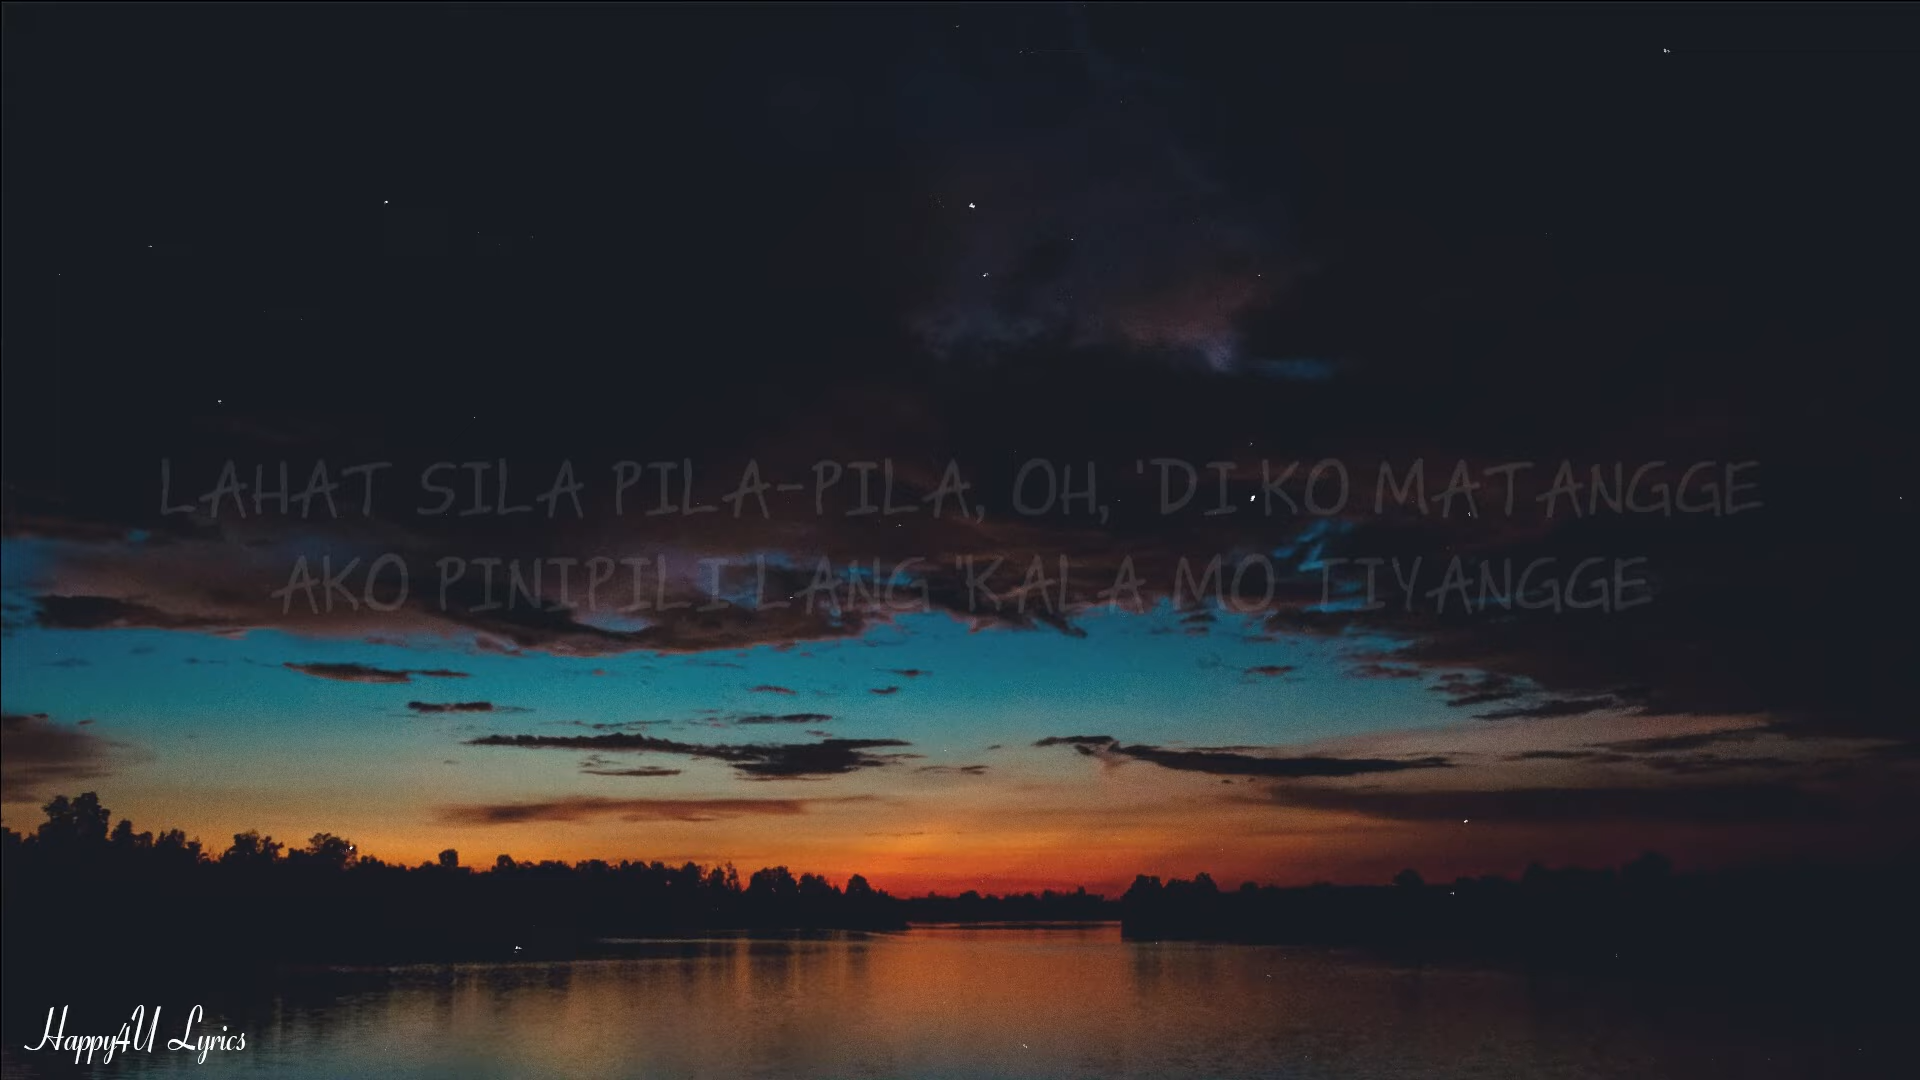 LAHAT SILA PILA-PILA, OH, 'DI KO MATANGGE
AKO PINIPILI LANG 'KALA MO TIYANGGE
Happy4U Lyrics